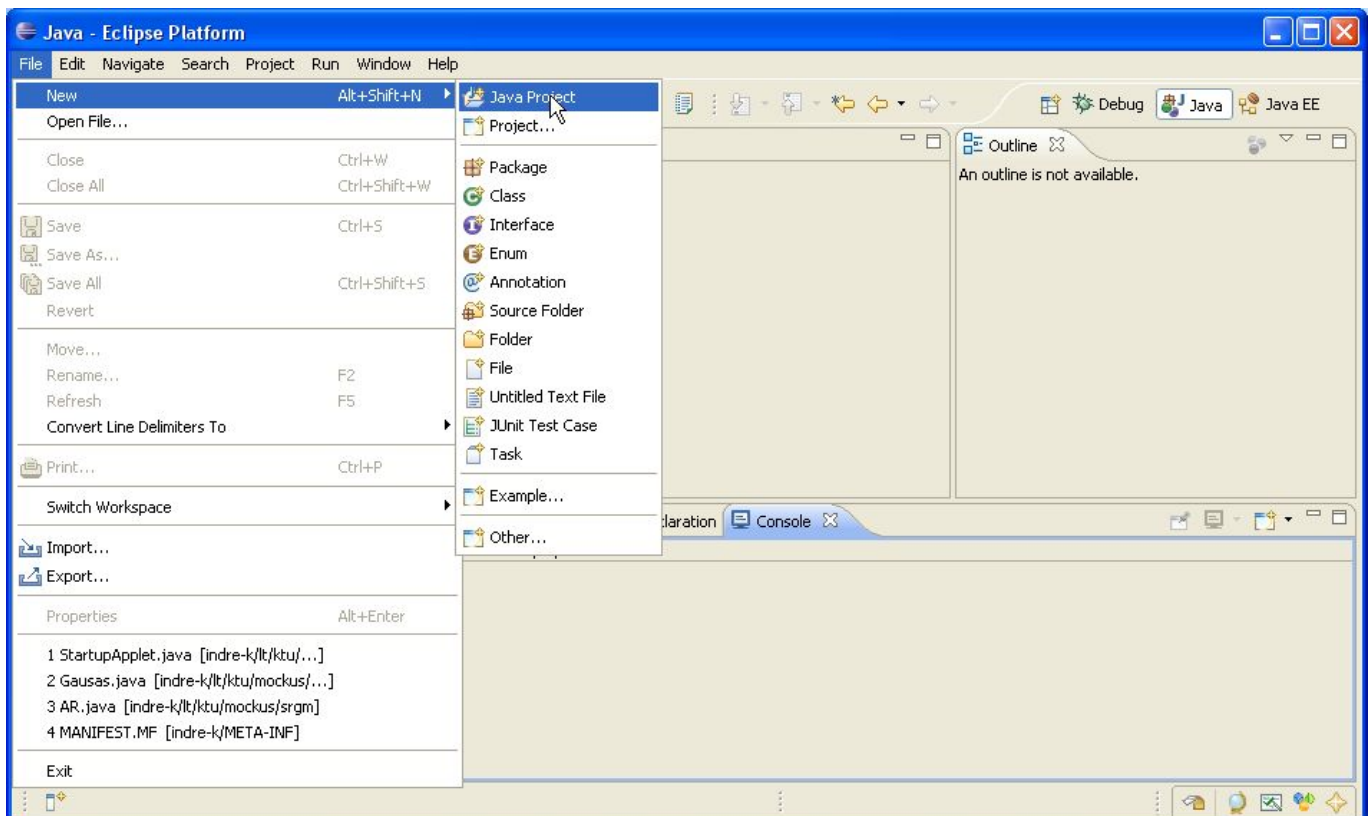 Java - Eclipse Platform
File Edit Navigate Search Project Run Window Help
New Alt+Shift+N
Open File...
Close Ctrl+W
Close All Ctrl+Shift+W
Save Ctrl+S
Save As...
Save All Ctrl+Shift+S
Revert
Move...
Rename... F2
Refresh F5
Convert Line Delimiters To
Print... Ctrl+P
Switch Workspace
Import...
Export...
Properties Alt+Enter
1 StartupApplet.java [indre-k/lt/ktu/...]
2 Gausas.java [indre-k/lt/ktu/mockus/...]
3 AR.java [indre-k/lt/ktu/mockus/srgm]
4 MANIFEST.MF [indre-k/META-INF]
Exit
Java Project
Project...
Package
Class
Interface
Enum
Annotation
Source Folder
Folder
File
Untitled Text File
JUnit Test Case
Task
Example...
Other...
Debug Java Java EE
Outline
An outline is not available.
laration Console